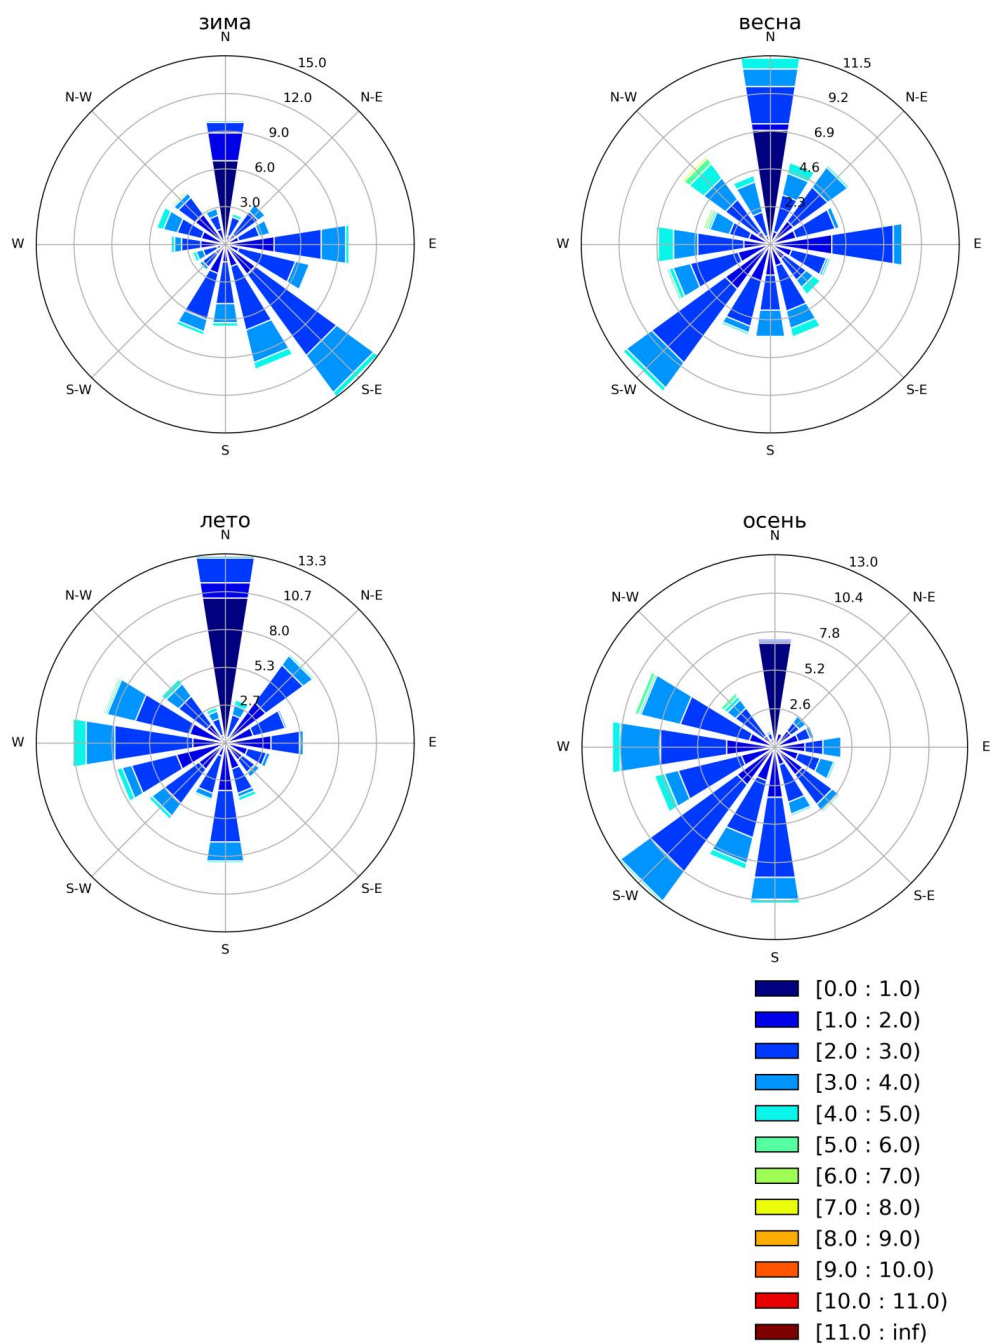 зима
N
15.0
N-W
12.0
N-E
9.0
6.0
3.0
W
E
S-W
S-E
S
весна
N
11.5
N-W
9.2
N-E
6.9
4.6
2.3
W
E
S-W
S-E
S
лето
N
13.3
N-W
10.7
N-E
8.0
5.3
2.7
W
E
S-W
S-E
S
осень
N
13.0
N-W
10.4
N-E
7.8
5.2
2.6
W
E
S-W
S-E
S
[0.0 : 1.0)
[1.0 : 2.0)
[2.0 : 3.0)
[3.0 : 4.0)
[4.0 : 5.0)
[5.0 : 6.0)
[6.0 : 7.0)
[7.0 : 8.0)
[8.0 : 9.0)
[9.0 : 10.0)
[10.0 : 11.0)
[11.0 : inf)